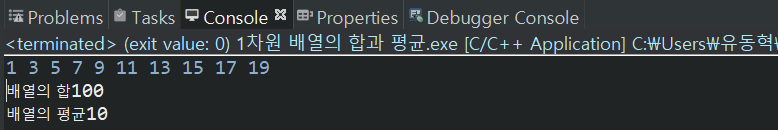 Problems Tasks Console Properties Debugger Console
<terminated> (exit value: 0) 1차원 배열의 합과 평균.exe [C/C++ Application] C:₩Users₩유동혁₩
1 3 5 7 9 11 13 15 17 19
배열의 합100
배열의 평균10